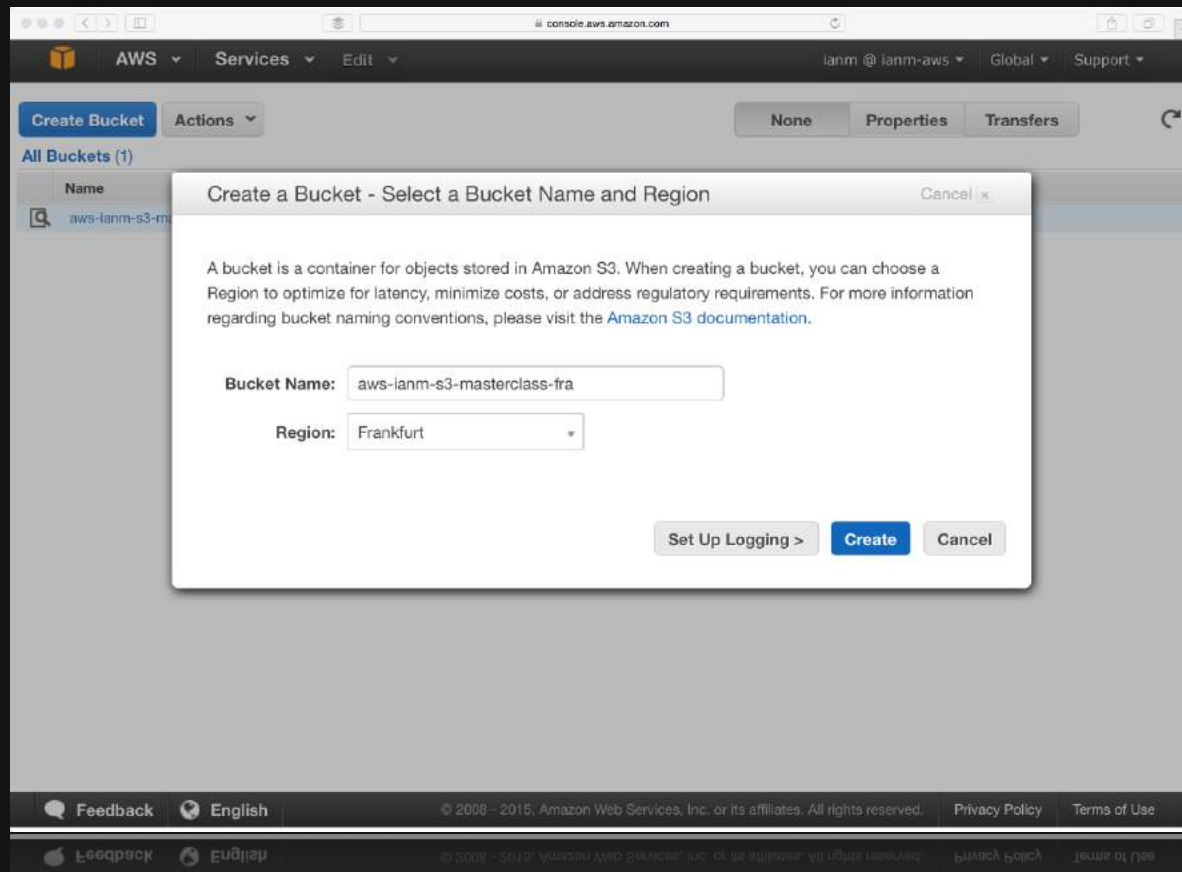 console.aws.amazon.com
AWS Services Edit ianm @ ianm-aws Global Support
Create Bucket Actions None Properties Transfers
All Buckets (1)
Name
aws-ianm-s3-ma
Create a Bucket - Select a Bucket Name and Region Cancel x
A bucket is a container for objects stored in Amazon S3. When creating a bucket, you can choose a
Region to optimize for latency, minimize costs, or address regulatory requirements. For more information
regarding bucket naming conventions, please visit the Amazon S3 documentation.
Bucket Name: aws-ianm-s3-masterclass-fra
Region: Frankfurt
Set Up Logging > Create Cancel
Feedback English © 2008 - 2015, Amazon Web Services, Inc. or its affiliates. All rights reserved. Privacy Policy Terms of Use